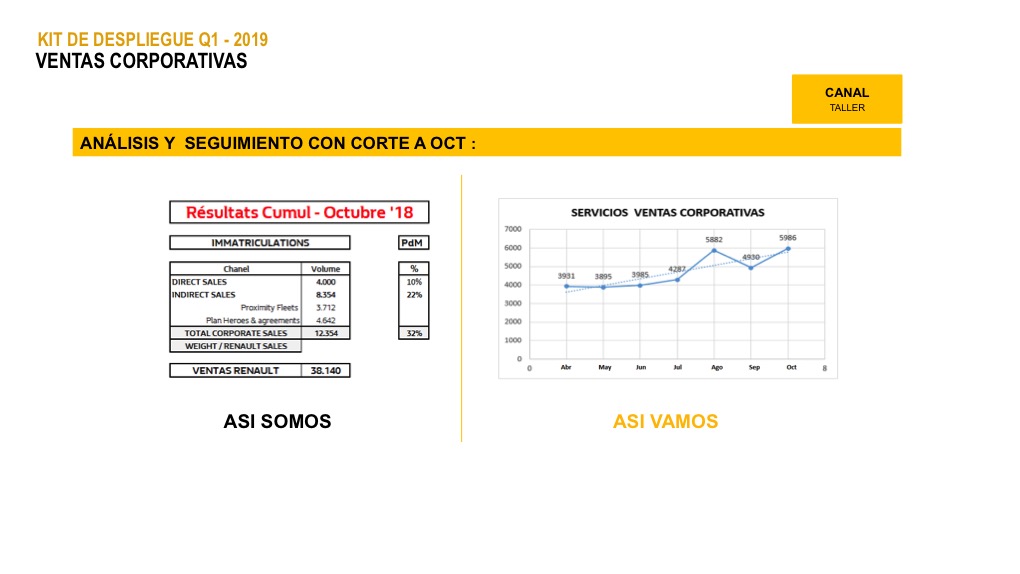 KIT DE DESPLIEGUE Q1 - 2019
VENTAS CORPORATIVAS
CANAL
TALLER
ANÁLISIS Y  SEGUIMIENTO CON CORTE A OCT :
Résultats Cumul - Octubre '18
IMMATRICULATIONS PdM
Chanel Volume %
DIRECT SALES 4.000 10%
INDIRECT SALES 8.354 22%
Proximity Fleets 3.712
Plan Heroes & agreements 4.642
TOTAL CORPORATE SALES 12.354 32%
WEIGHT / RENAULT SALES
VENTAS RENAULT 38.140
ASI SOMOS
SERVICIOS  VENTAS CORPORATIVAS
7000
6000
5000
4000
3000
2000
1000
0
3931 3895 3985 4287 5882 4930 5986
0 Abr May Jun Jul Ago Sep Oct 8
ASI VAMOS